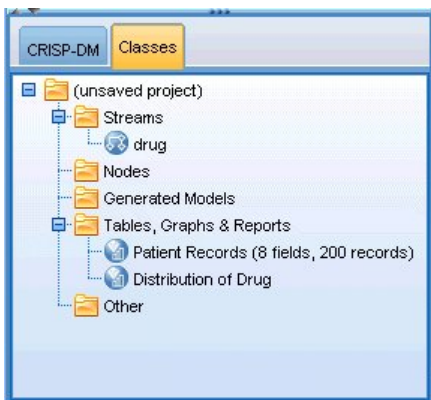 CRISP-DM Classes
(unsaved project)
Streams
drug
Nodes
Generated Models
Tables, Graphs & Reports
Patient Records (8 fields, 200 records)
Distribution of Drug
Other